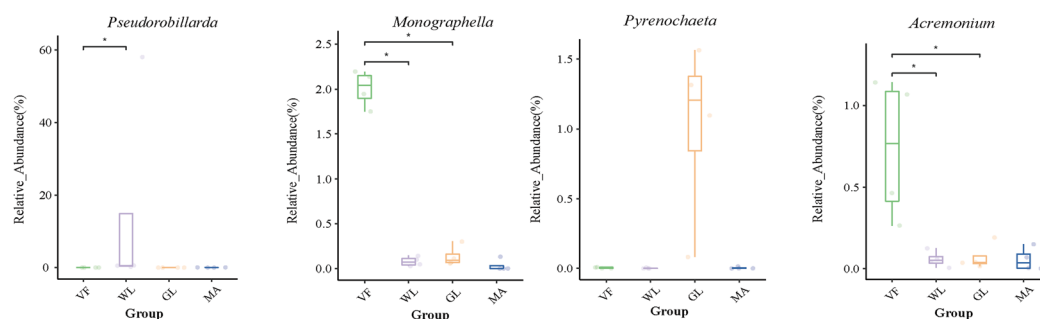 Pseudorobillarda
Relative_Abundance(%)
60
40
20
0
*
VF
WL
GL
MA
Group
Monographella
Relative_Abundance(%)
2.5
2.0
1.5
1.0
0.5
0.0
*
*
VF
WL
GL
MA
Group
Pyrenochaeta
Relative_Abundance(%)
1.5
1.0
0.5
0.0
VF
WL
GL
MA
Group
Acremonium
Relative_Abundance(%)
1.0
0.5
0.0
*
*
VF
WL
GL
MA
Group